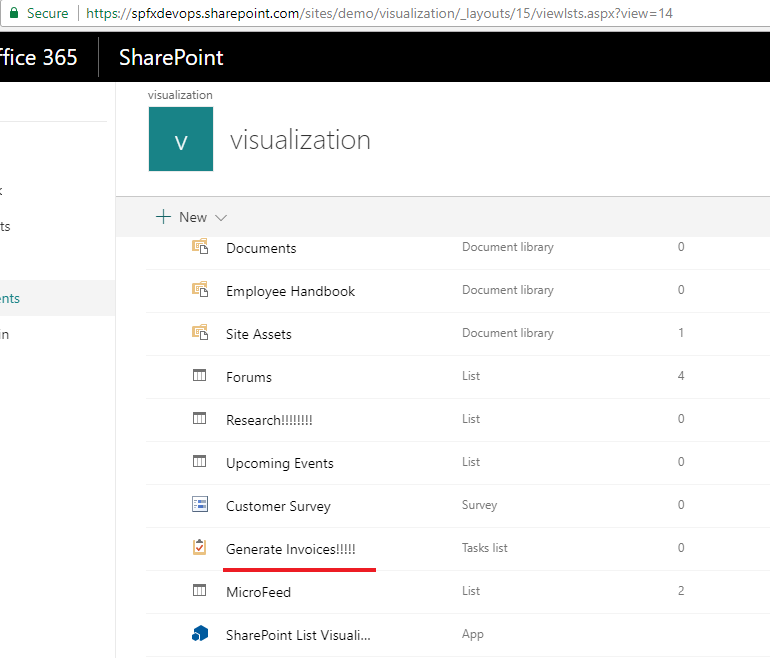 Secure https://spfxdevops.sharepoint.com/sites/demo/visualization/_layouts/15/viewlsts.aspx?view=14
ffice 365 SharePoint
visualization
v visualization
New
Documents Document library 0
Employee Handbook Document library 0
ents
Site Assets Document library 1
Forums List 4
Research!!!!!!!! List 0
Upcoming Events List 0
Customer Survey Survey 0
Generate Invoices!!!!! Tasks list 0
MicroFeed List 2
SharePoint List Visuali... App